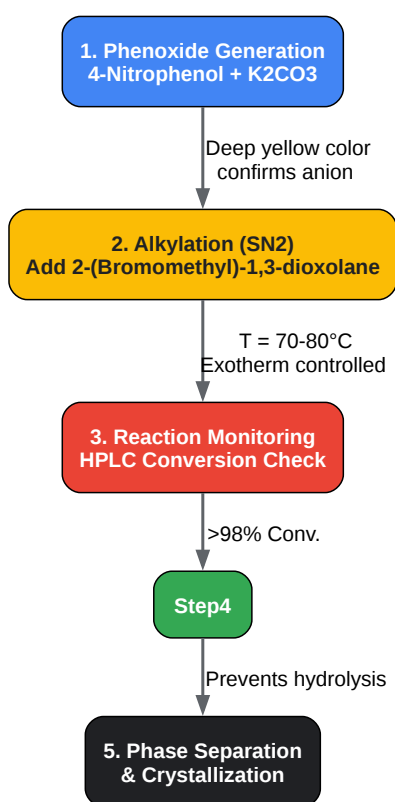 1. Phenoxide Generation
4-Nitrophenol + K2CO3
Deep yellow color
confirms anion
2. Alkylation (SN2)
Add 2-(Bromomethyl)-1,3-dioxolane
T = 70-80°C
Exotherm controlled
3. Reaction Monitoring
HPLC Conversion Check
>98% Conv.
Step4
Prevents hydrolysis
5. Phase Separation
& Crystallization